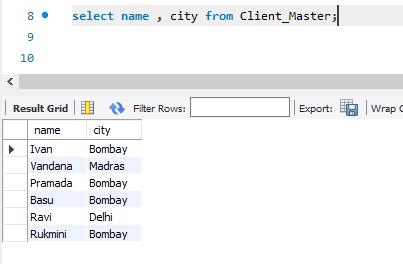 8 select name , city from Client_Master;
9
10
Result Grid Filter Rows: Export: Wrap C
name city
Ivan Bombay
Vandana Madras
Pramada Bombay
Basu Bombay
Ravi Delhi
Rukmini Bombay